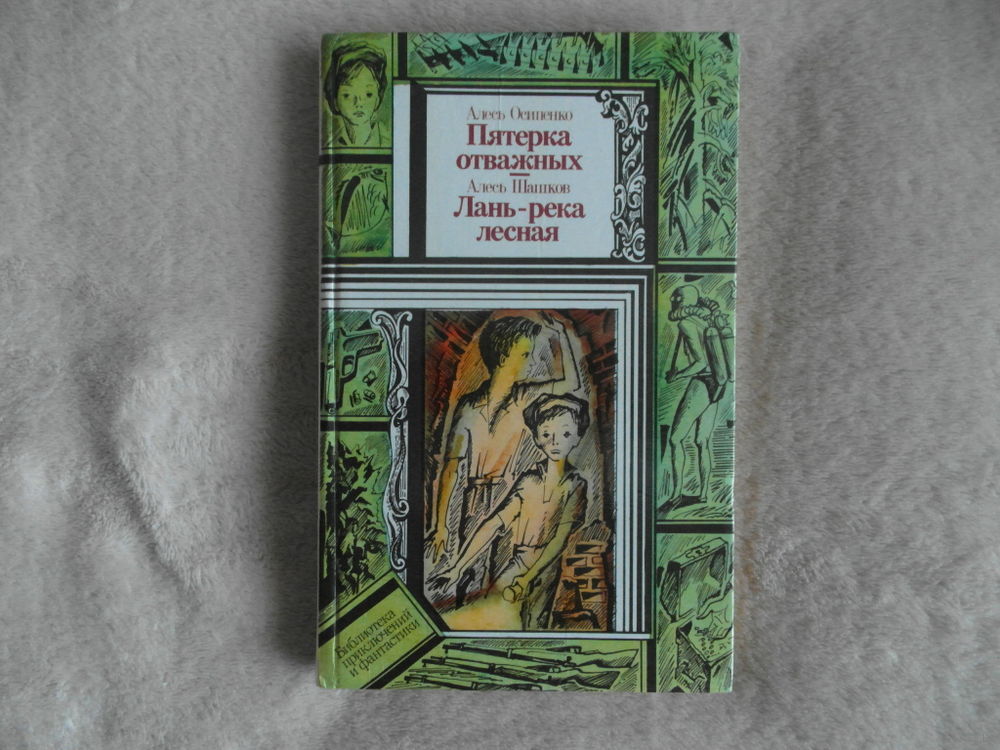 Алесь Осипенко
Пятерка
отважных
Алесь Шашков
Лань-река
лесная
Библиотека
приключений
и фантастики